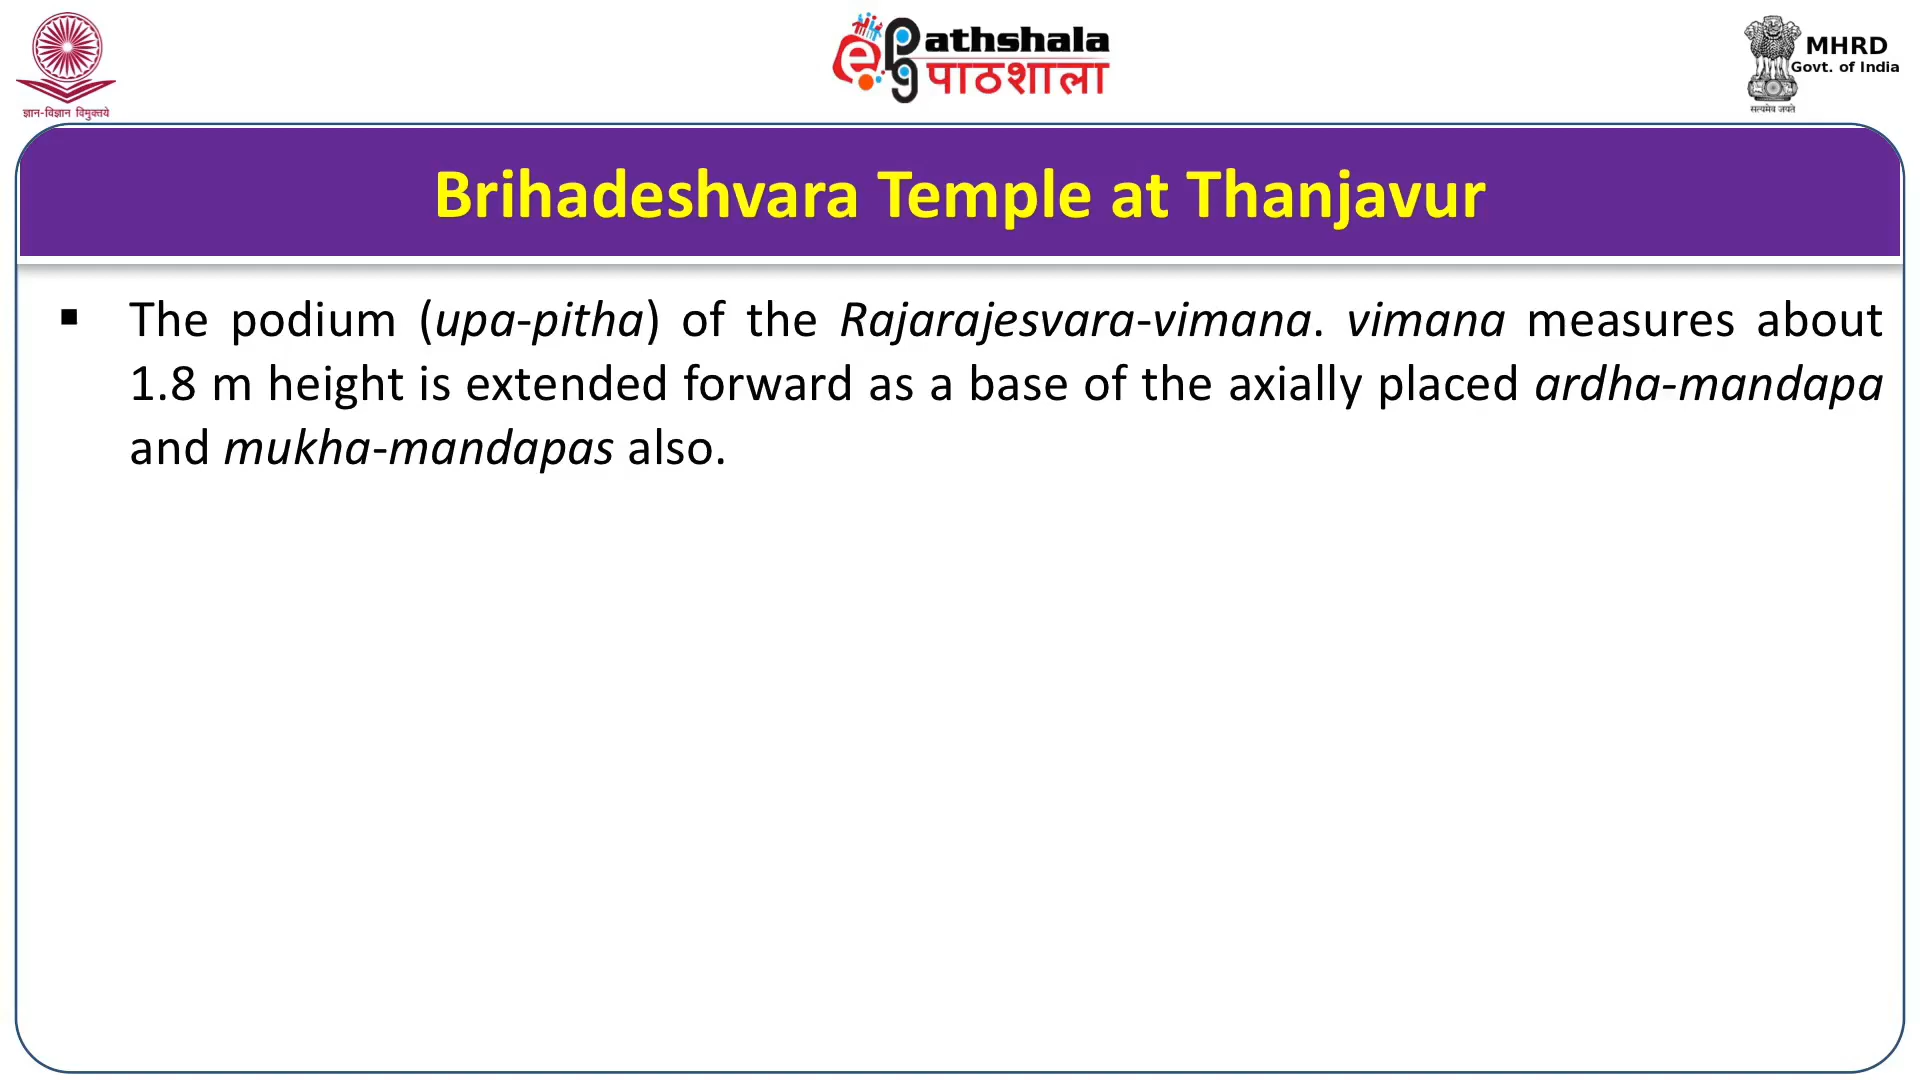 ज्ञान-विज्ञान विमुक्तये
ePG Pathshala
पाठशाला
सत्यमेव जयते
MHRD
Govt. of India
Brihadeshvara Temple at Thanjavur
▪ The podium (upa-pitha) of the Rajarajesvara-vimana. vimana measures about
1.8 m height is extended forward as a base of the axially placed ardha-mandapa
and mukha-mandapas also.